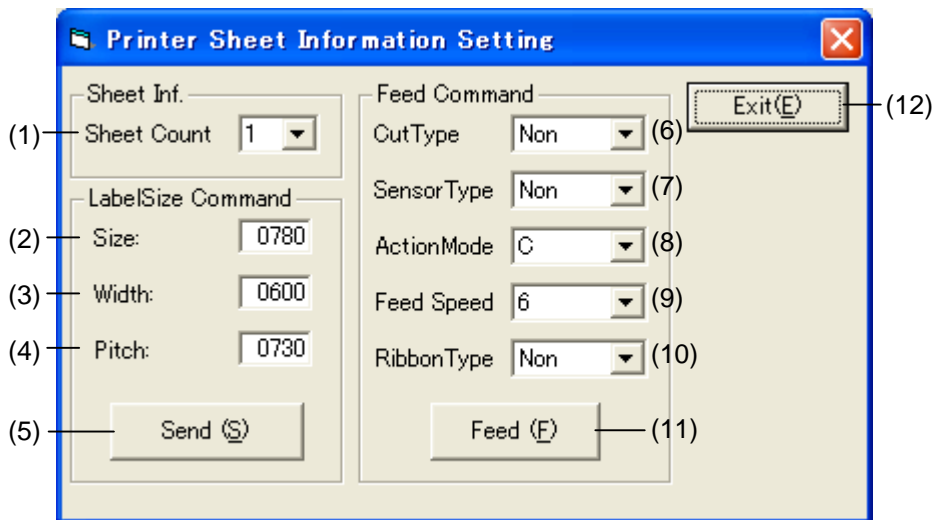 Printer Sheet Information Setting
Sheet Inf.
(1) Sheet Count 1
LabelSize Command
(2) Size: 0780
(3) Width: 0600
(4) Pitch: 0730
(5) Send (S)
Feed Command
CutType Non (6)
SensorType Non (7)
ActionMode C (8)
Feed Speed 6 (9)
RibbonType Non (10)
Feed (F) (11)
Exit(E) (12)